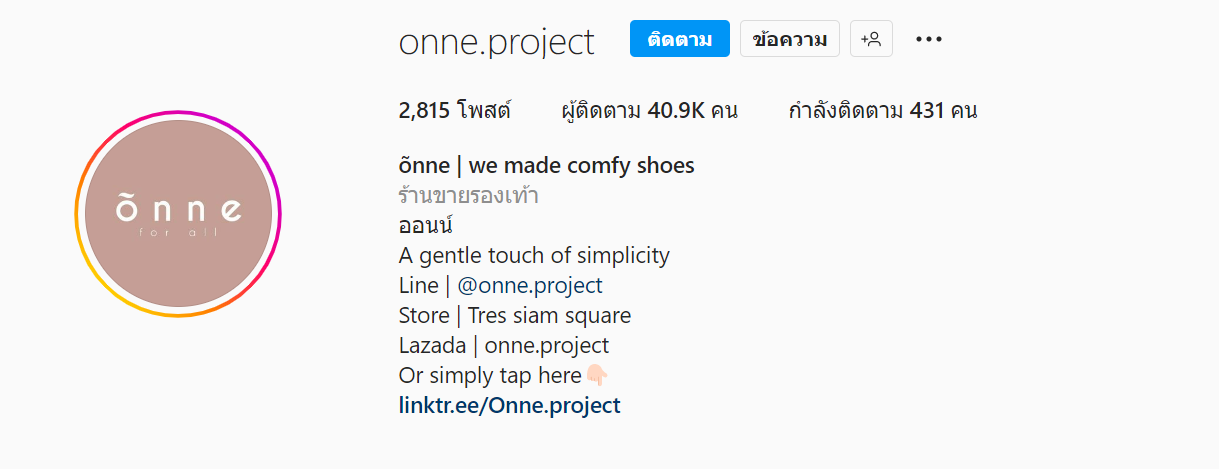 onne.project ติดตาม ข้อความ
2,815 โพสต์ ผู้ติดตาม 40.9K คน กำลังติดตาม 431 คน
õnne
for all
õnne | we made comfy shoes
ร้านขายรองเท้า
ออนน์
A gentle touch of simplicity
Line | @onne.project
Store | Tres siam square
Lazada | onne.project
Or simply tap here👇🏻
linktr.ee/Onne.project